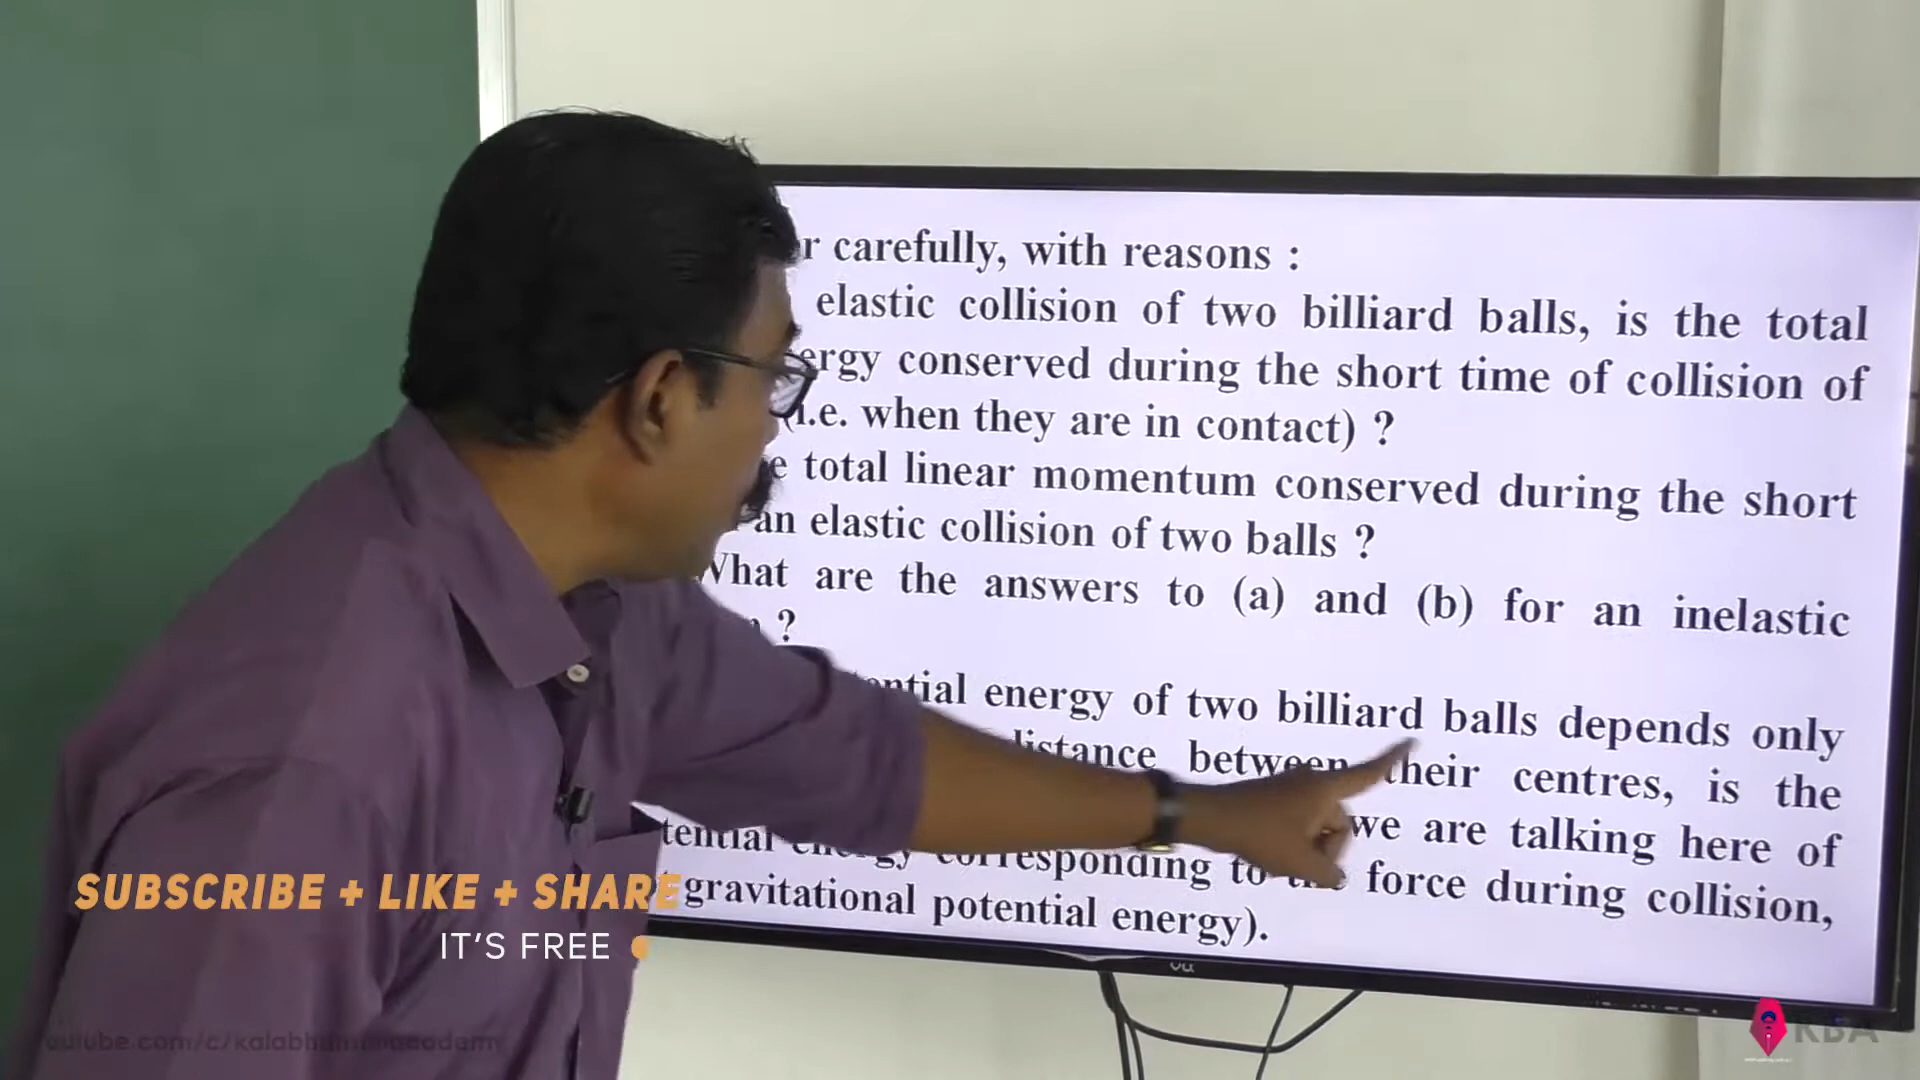 carefully, with reasons :
elastic collision of two billiard balls, is the total
conserved during the short time of collision of
(i.e. when they are in contact) ?
total linear momentum conserved during the short
an elastic collision of two balls ?
What are the answers to (a) and (b) for an inelastic
?
energy of two billiard balls depends only
distance between their centres, is the
we are talking here of
energy corresponding to the force during collision,
gravitational potential energy).
SUBSCRIBE + LIKE + SHARE
IT'S FREE
KBA